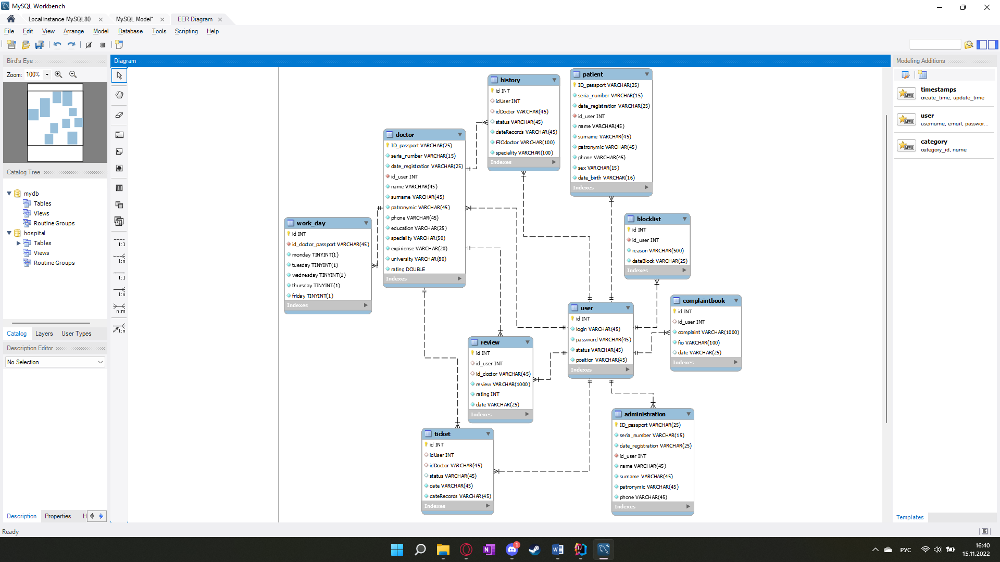 MySQL Workbench
Local instance MySQL80
MySQL Model*
EER Diagram
File Edit View Arrange Model Database Tools Scripting Help
Bird's Eye
Zoom: 100%
Catalog Tree
mydb
Tables
Views
Routine Groups
hospital
Tables
Views
Routine Groups
Catalog Layers User Types
Description Editor
No Selection
Description Properties H
Ready
Diagram
1:1
1:n
1:1
1:n
n:m
1:n
history
id INT
idUser INT
idDoctor VARCHAR(45)
status VARCHAR(45)
dateRecords VARCHAR(45)
FIOdoctor VARCHAR(100)
speciality VARCHAR(100)
Indexes
patient
ID_passport VARCHAR(25)
seria_number VARCHAR(15)
date_registration VARCHAR(25)
id_user INT
name VARCHAR(45)
surname VARCHAR(45)
patronymic VARCHAR(45)
phone VARCHAR(45)
sex VARCHAR(15)
date_birth VARCHAR(16)
Indexes
doctor
ID_passport VARCHAR(25)
seria_number VARCHAR(15)
date_registration VARCHAR(25)
id_user INT
name VARCHAR(45)
surname VARCHAR(45)
patronymic VARCHAR(45)
phone VARCHAR(45)
education VARCHAR(25)
speciality VARCHAR(50)
expiriense VARCHAR(20)
university VARCHAR(80)
rating DOUBLE
Indexes
work_day
id INT
id_doctor_passport VARCHAR(45)
monday TINYINT(1)
tuesday TINYINT(1)
wednesday TINYINT(1)
thursday TINYINT(1)
friday TINYINT(1)
Indexes
blocklist
id INT
id_user INT
reason VARCHAR(500)
dateBlock VARCHAR(25)
Indexes
complaintbook
id INT
id_user INT
complaint VARCHAR(1000)
fio VARCHAR(100)
date VARCHAR(25)
Indexes
user
id INT
login VARCHAR(45)
password VARCHAR(45)
status VARCHAR(45)
position VARCHAR(45)
Indexes
review
id INT
id_user INT
id_doctor VARCHAR(45)
review VARCHAR(1000)
rating INT
date VARCHAR(25)
Indexes
ticket
id INT
idUser INT
idDoctor VARCHAR(45)
status VARCHAR(45)
date VARCHAR(45)
dateRecords VARCHAR(45)
Indexes
administration
ID_passport VARCHAR(25)
seria_number VARCHAR(15)
date_registration VARCHAR(25)
id_user INT
name VARCHAR(45)
surname VARCHAR(45)
patronymic VARCHAR(45)
phone VARCHAR(45)
Indexes
Modeling Additions
MWB
timestamps
create_time, update_time
MWB
user
username, email, passwor...
MWB
category
category_id, name
Templates
1
РУС
16:40
15.11.2022